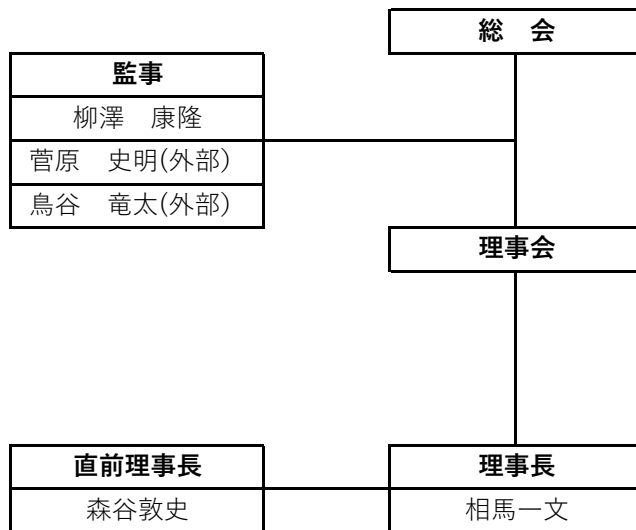 総　会
監事
柳澤　康隆
菅原　史明(外部)
鳥谷　竜太(外部)
理事会
直前理事長
理事長
森谷敦史
相馬一文